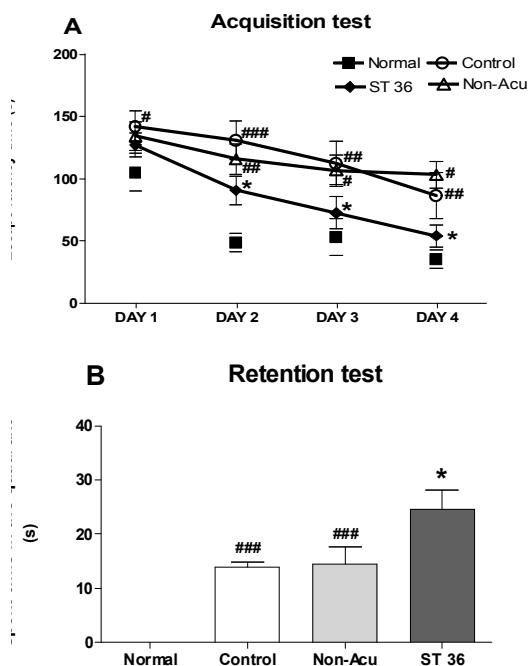 A Acquisition test
Normal Control
ST 36 Non-Acu
200
150
100
50
0
# ### ## #
## # ##
* * *
DAY 1 DAY 2 DAY 3 DAY 4
B Retention test
(s)
40
30
20
10
0
### ### *
Normal Control Non-Acu ST 36